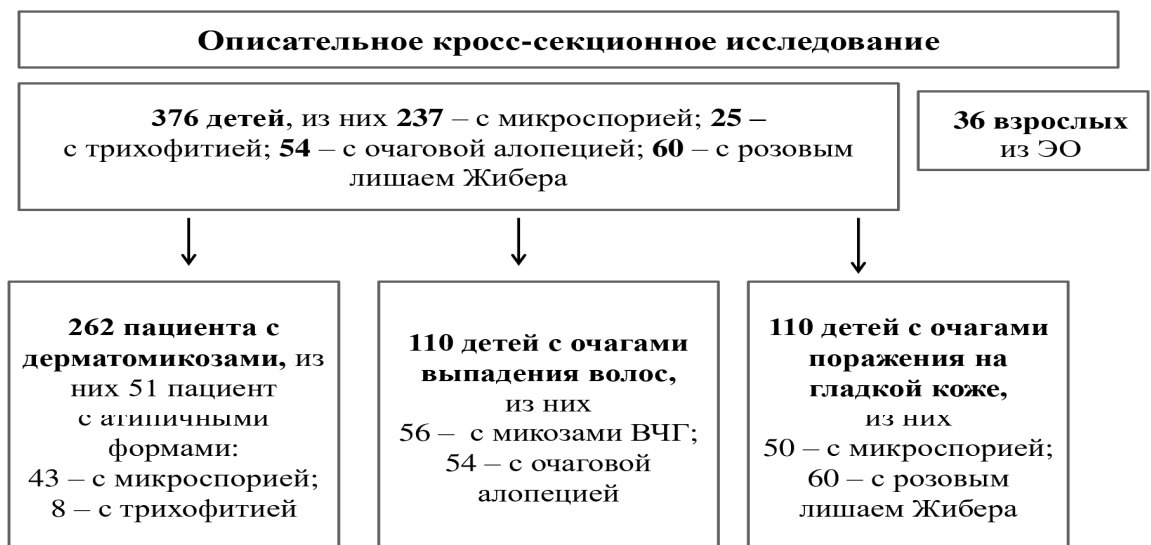 Описательное кросс-секционное исследование
376 детей, из них 237 – с микроспорией; 25 –
с трихофитией; 54 – с очаговой алопецией; 60 – с розовым
лишаем Жибера
36 взрослых
из ЭО
262 пациента с
дерматомикозами, из
них 51 пациент
с атипичными
формами:
43 – с микроспорией;
8 – с трихофитией
110 детей с очагами
выпадения волос,
из них
56 – с микозами ВЧГ;
54 – с очаговой
алопецией
110 детей с очагами
поражения на
гладкой коже,
из них
50 – с микроспорией;
60 – с розовым
лишаем Жибера